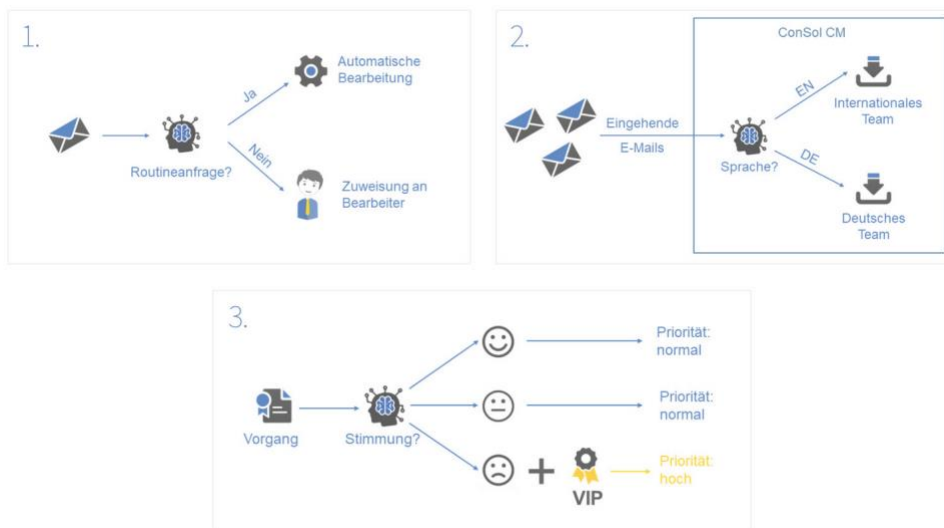 1.
Automatische
Bearbeitung
Ja
Routineanfrage?
Nein
Zuweisung an
Bearbeiter
2.
ConSol CM
Eingehende
E-Mails
Sprache?
EN
Internationales
Team
DE
Deutsches
Team
3.
Vorgang
Stimmung?
Priorität:
normal
Priorität:
normal
VIP
Priorität:
hoch